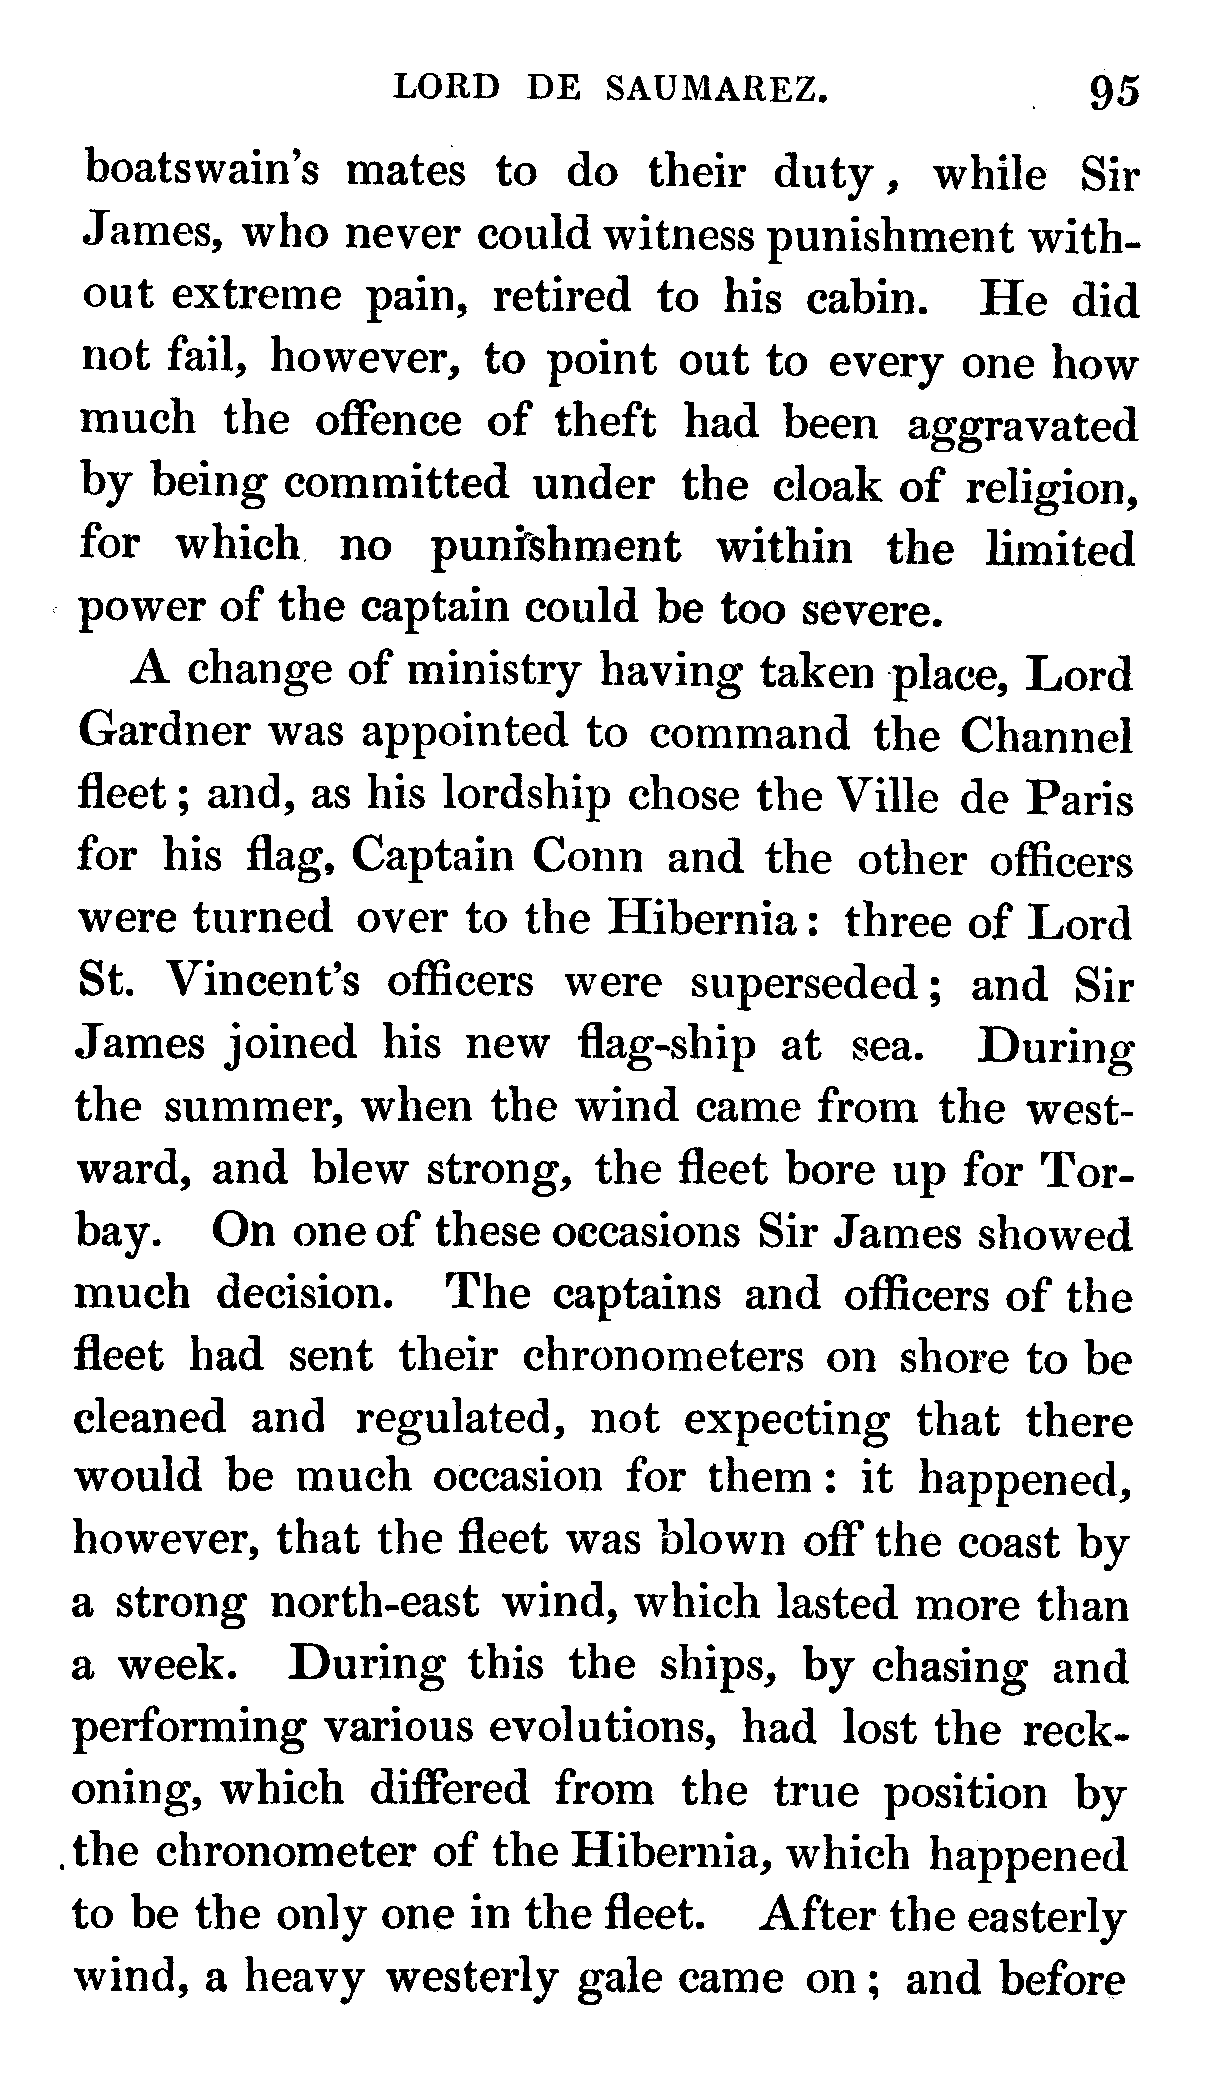 LORD DE SAUMAREZ. 95
boatswain's mates to do their duty, while Sir
James, who never could witness punishment with-
out extreme pain, retired to his cabin. He did
not fail, however, to point out to every one how
much the offence of theft had been aggravated
by being committed under the cloak of religion,
for which no punishment within the limited
power of the captain could be too severe.
A change of ministry having taken place, Lord
Gardner was appointed to command the Channel
fleet; and, as his lordship chose the Ville de Paris
for his flag, Captain Conn and the other officers
were turned over to the Hibernia: three of Lord
St. Vincent's officers were superseded; and Sir
James joined his new flag-ship at sea. During
the summer, when the wind came from the west-
ward, and blew strong, the fleet bore up for Tor-
bay. On one of these occasions Sir James showed
much decision. The captains and officers of the
fleet had sent their chronometers on shore to be
cleaned and regulated, not expecting that there
would be much occasion for them: it happened,
however, that the fleet was blown off the coast by
a strong north-east wind, which lasted more than
a week. During this the ships, by chasing and
performing various evolutions, had lost the reck-
oning, which differed from the true position by
the chronometer of the Hibernia, which happened
to be the only one in the fleet. After the easterly
wind, a heavy westerly gale came on; and before